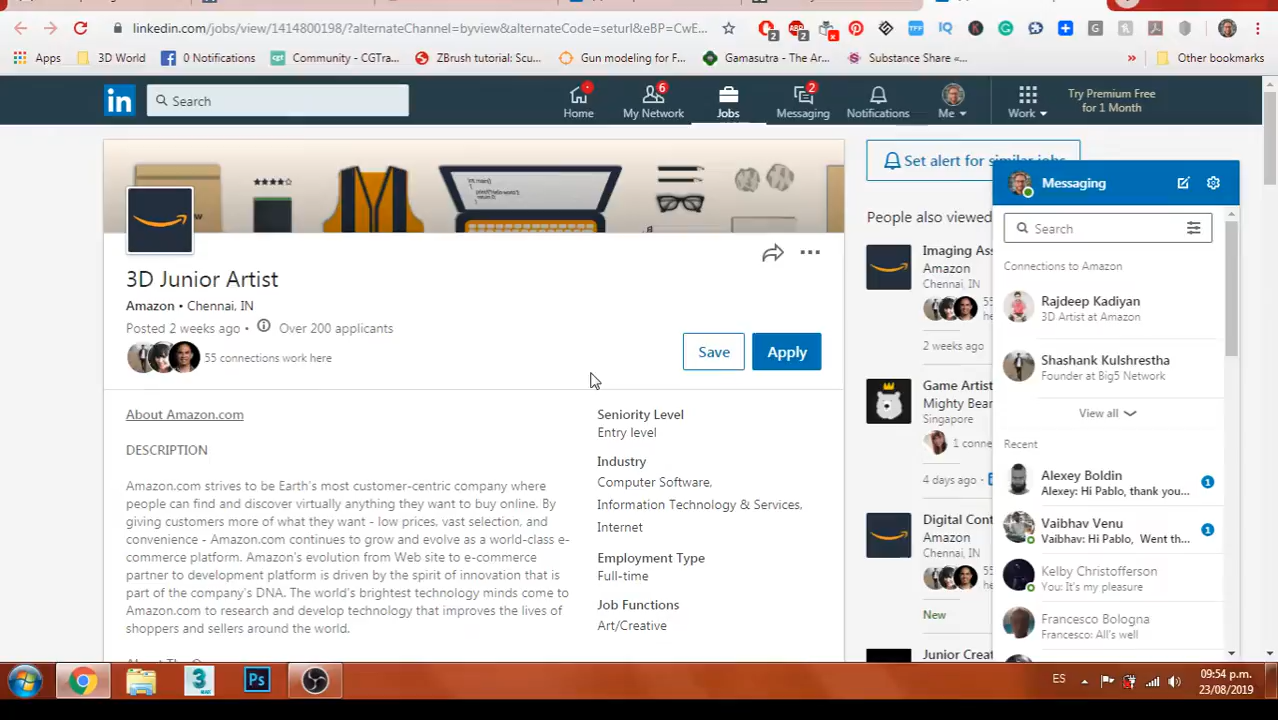 linkedin.com/jobs/view/1414800198/?alternateChannel=byview&alternateCode=seturl&eBP=CwE...
Apps
3D World
0 Notifications
Community - CGTra...
ZBrush tutorial: Scu...
Gun modeling for F...
Gamasutra - The Ar...
Substance Share «...
»
Other bookmarks
in
Search
Home
6
My Network
Jobs
2
Messaging
Notifications
Me
Work
Try Premium Free
for 1 Month
Set alert for similar jobs
3D Junior Artist
Amazon • Chennai, IN
Posted 2 weeks ago • Over 200 applicants
55 connections work here
Save
Apply
About Amazon.com
DESCRIPTION
Amazon.com strives to be Earth's most customer-centric company where
people can find and discover virtually anything they want to buy online. By
giving customers more of what they want - low prices, vast selection, and
convenience - Amazon.com continues to grow and evolve as a world-class e-
commerce platform. Amazon's evolution from Web site to e-commerce
partner to development platform is driven by the spirit of innovation that is
part of the company's DNA. The world's brightest technology minds come to
Amazon.com to research and develop technology that improves the lives of
shoppers and sellers around the world.
Seniority Level
Entry level
Industry
Computer Software,
Information Technology & Services,
Internet
Employment Type
Full-time
Job Functions
Art/Creative
People also viewed
Imaging Ass
Amazon
Chennai, IN
2 weeks ago
Game Artist
Mighty Bear
Singapore
1 conne
4 days ago
Digital Cont
Amazon
Chennai, IN
New
Junior Crea
Messaging
Search
Connections to Amazon
Rajdeep Kadiyan
3D Artist at Amazon
Shashank Kulshrestha
Founder at Big5 Network
View all
Recent
Alexey Boldin
Alexey: Hi Pablo, thank you...
1
Vaibhav Venu
Vaibhav: Hi Pablo, Went th...
1
Kelby Christofferson
You: It's my pleasure
Francesco Bologna
Francesco: All's well
3
MAX
Ps
ES
09:54 p.m.
23/08/2019